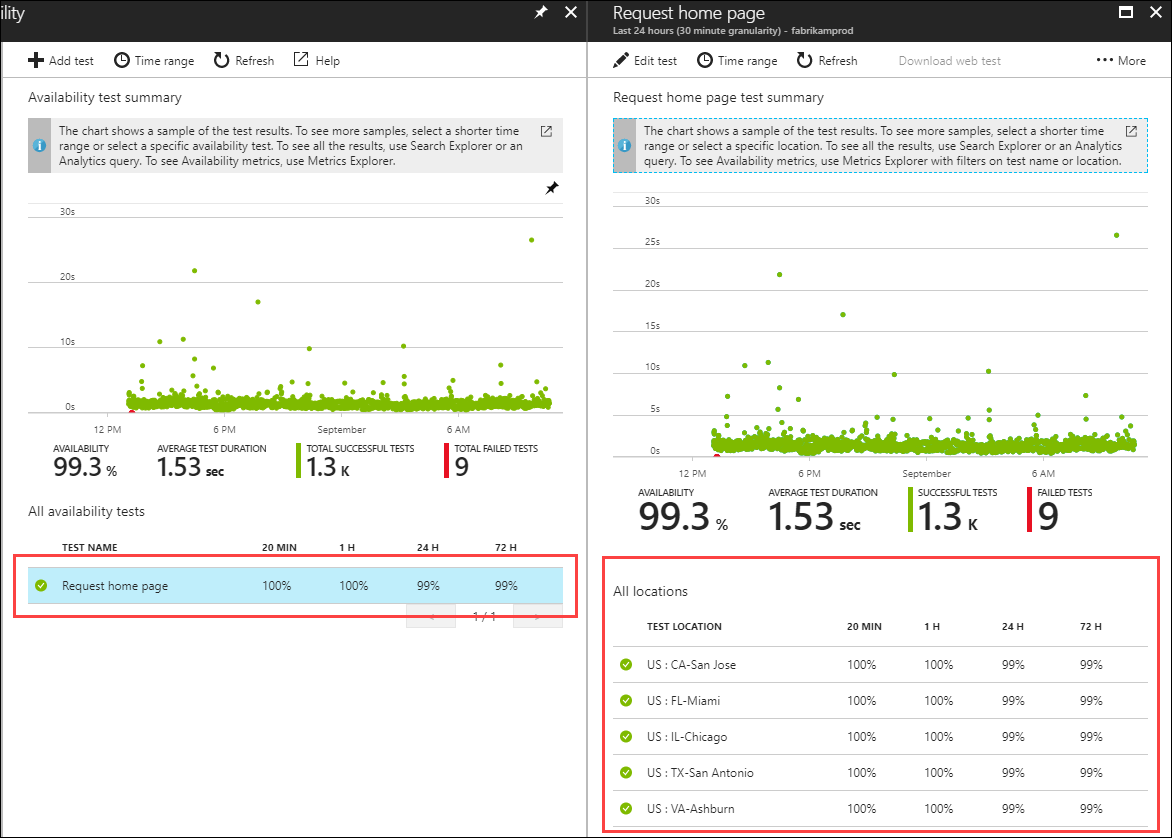 ility
Add test
Time range
Refresh
Help
Availability test summary
The chart shows a sample of the test results. To see more samples, select a shorter time
range or select a specific availability test. To see all the results, use Search Explorer or an
Analytics query. To see Availability metrics, use Metrics Explorer.
30s
20s
10s
0s
12 PM
6 PM
September
6 AM
AVAILABILITY
99.3 %
AVERAGE TEST DURATION
1.53 sec
TOTAL SUCCESSFUL TESTS
1.3 K
TOTAL FAILED TESTS
9
All availability tests
TEST NAME 20 MIN 1 H 24 H 72 H
Request home page 100% 100% 99% 99%
< 1 / 1 >
Request home page
Last 24 hours (30 minute granularity) - fabrikamprod
Edit test
Time range
Refresh
Download web test
More
Request home page test summary
The chart shows a sample of the test results. To see more samples, select a shorter time
range or select a specific location. To see all the results, use Search Explorer or an Analytics
query. To see Availability metrics, use Metrics Explorer with filters on test name or location.
30s
25s
20s
15s
10s
5s
0s
12 PM
6 PM
September
6 AM
AVAILABILITY
99.3 %
AVERAGE TEST DURATION
1.53 sec
SUCCESSFUL TESTS
1.3 K
FAILED TESTS
9
All locations
TEST LOCATION 20 MIN 1 H 24 H 72 H
US : CA-San Jose 100% 100% 99% 99%
US : FL-Miami 100% 100% 99% 99%
US : IL-Chicago 100% 100% 99% 99%
US : TX-San Antonio 100% 100% 99% 99%
US : VA-Ashburn 100% 100% 99% 99%